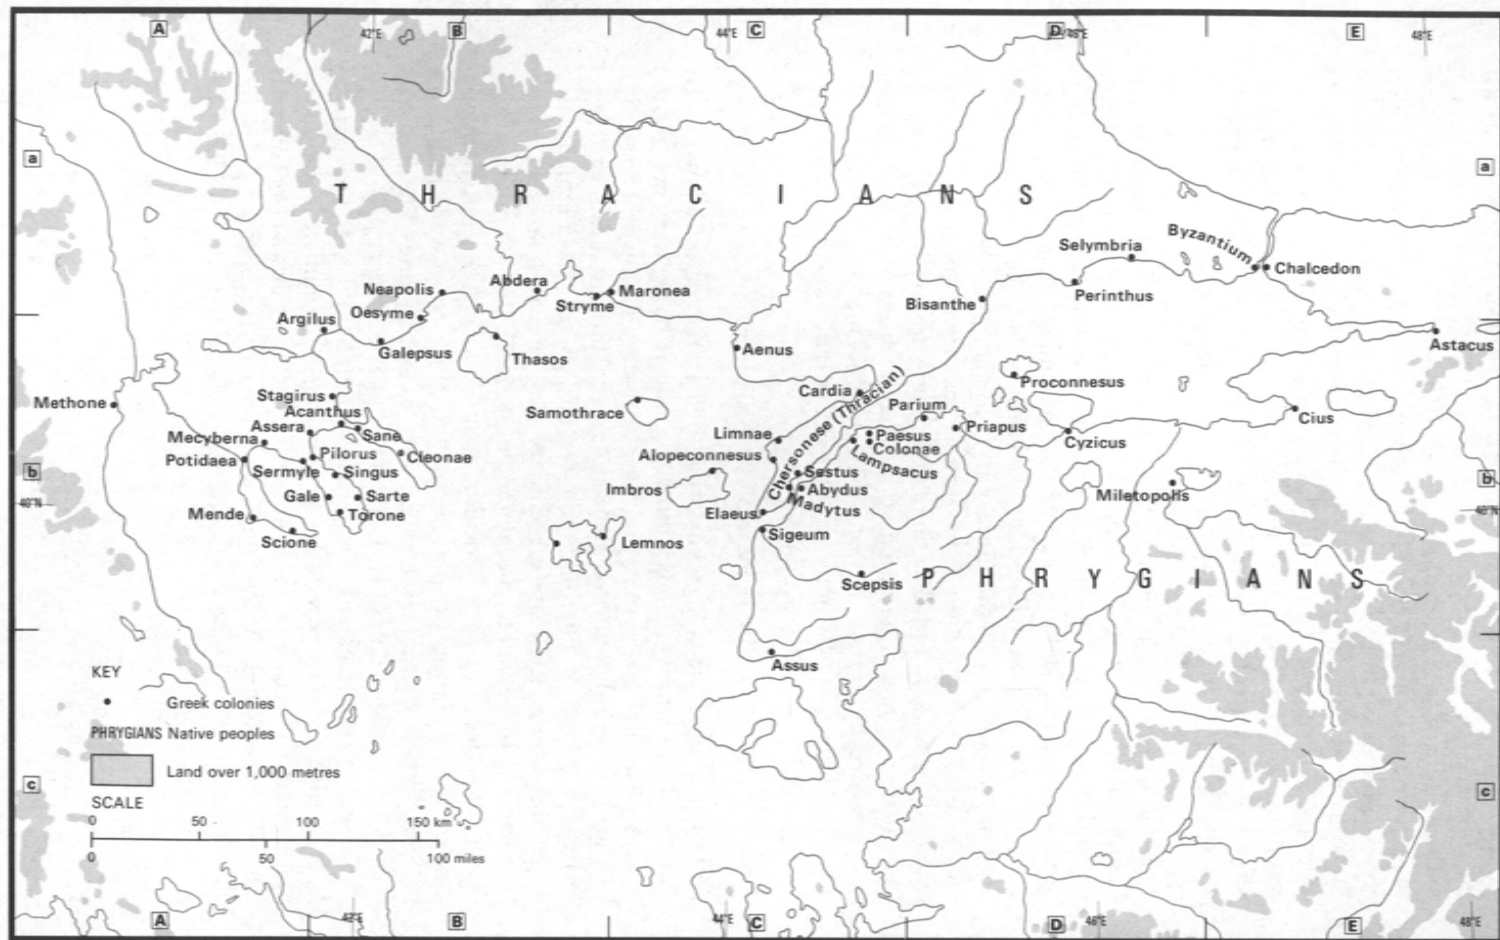 A B C D E
42°E 44°E 46°E 48°E
a a
THRACIANS
Byzantium
Selymbria
Chalcedon
Abdera
Neapolis
Maronea
Stryme
Perinthus
Bisanthe
Oesyme
Argilus
Galepsus
Thasos
Aenus
Astacus
Proconnesus
Cardia
Chersonese (Thracian)
Stagirus
Methone
Acanthus
Samothrace
Parium
Cius
Assera
Sane
Limnae
Priapus
Mecyberna
Paesus
Cyzicus
Colonae
Pilorus
Cleonae
Alopeconnesus
Potidaea
Lampsacus
Sermyle
Singus
Sestus
b b
Imbros
Abydus
Miletopolis
Gale
Sarte
Madytus
40°N 40°N
Mende
Torone
Elaeus
Scione
Lemnos
Sigeum
Scepsis
PHRYGIANS
Assus
KEY
Greek colonies
PHRYGIANS Native peoples
Land over 1,000 metres
c c
SCALE
0 50 100 150 km
0 50 100 miles
42°E 44°E 46°E 48°E
A B C D E